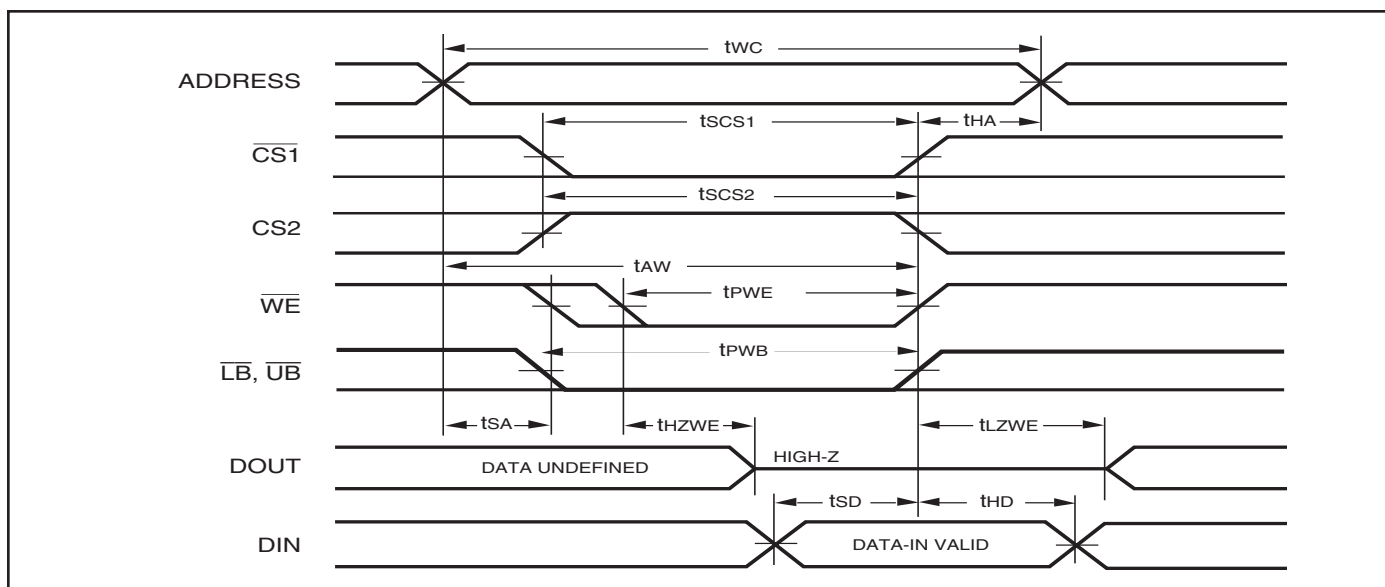 tWC
ADDRESS
tSCS1
tHA
CS1
tSCS2
CS2
tAW
WE
tPWE
tPWB
LB, UB
tSA
tHZWE
tLZWE
DOUT
DATA UNDEFINED
HIGH-Z
tSD
tHD
DIN
DATA-IN VALID